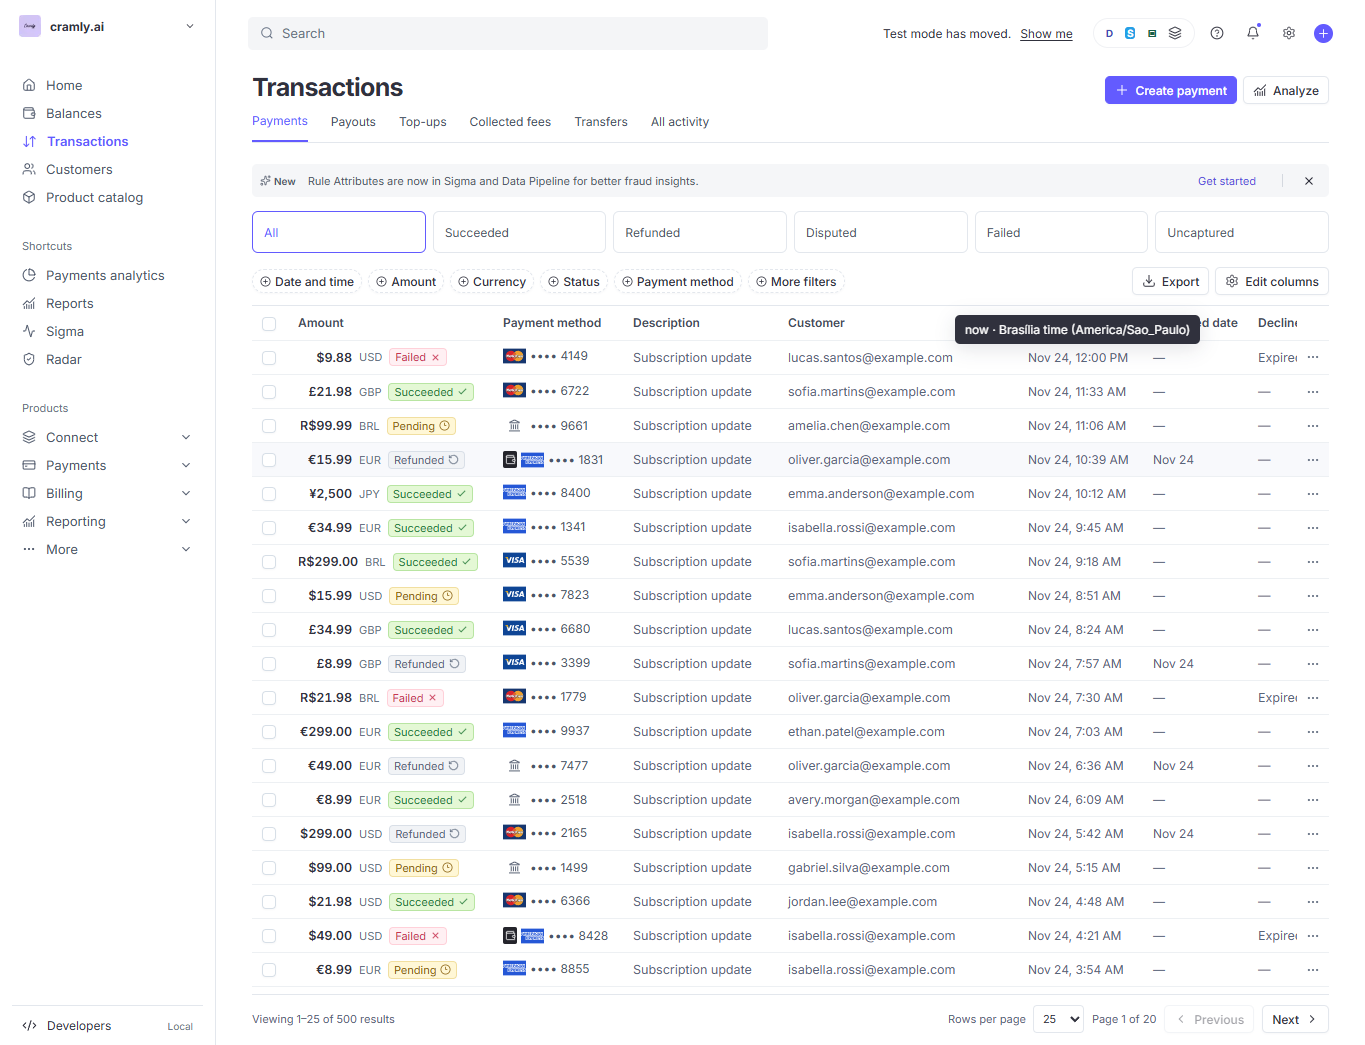 cramly.ai
Search
Test mode has moved. Show me
Home
Balances
Transactions
Customers
Product catalog
Shortcuts
Payments analytics
Reports
Sigma
Radar
Products
Connect
Payments
Billing
Reporting
More
Developers Local
Transactions
Create payment Analyze
Payments Payouts Top-ups Collected fees Transfers All activity
New Rule Attributes are now in Sigma and Data Pipeline for better fraud insights. Get started
All Succeeded Refunded Disputed Failed Uncaptured
Date and time Amount Currency Status Payment method More filters Export Edit columns
Amount Payment method Description Customer date
now · Brasília time (America/Sao_Paulo)
$9.88 USD Failed •••• 4149 Subscription update lucas.santos@example.com Nov 24, 12:00 PM —
£21.98 GBP Succeeded •••• 6722 Subscription update sofia.martins@example.com Nov 24, 11:33 AM — —
R$99.99 BRL Pending •••• 9661 Subscription update amelia.chen@example.com Nov 24, 11:06 AM — —
€15.99 EUR Refunded •••• 1831 Subscription update oliver.garcia@example.com Nov 24, 10:39 AM Nov 24 —
¥2,500 JPY Succeeded •••• 8400 Subscription update emma.anderson@example.com Nov 24, 10:12 AM — —
€34.99 EUR Succeeded •••• 1341 Subscription update isabella.rossi@example.com Nov 24, 9:45 AM — —
R$299.00 BRL Succeeded VISA •••• 5539 Subscription update sofia.martins@example.com Nov 24, 9:18 AM — —
$15.99 USD Pending VISA •••• 7823 Subscription update emma.anderson@example.com Nov 24, 8:51 AM — —
£34.99 GBP Succeeded VISA •••• 6680 Subscription update lucas.santos@example.com Nov 24, 8:24 AM — —
£8.99 GBP Refunded VISA •••• 3399 Subscription update sofia.martins@example.com Nov 24, 7:57 AM Nov 24 —
R$21.98 BRL Failed •••• 1779 Subscription update oliver.garcia@example.com Nov 24, 7:30 AM —
€299.00 EUR Succeeded •••• 9937 Subscription update ethan.patel@example.com Nov 24, 7:03 AM — —
€49.00 EUR Refunded •••• 7477 Subscription update oliver.garcia@example.com Nov 24, 6:36 AM Nov 24 —
€8.99 EUR Succeeded •••• 2518 Subscription update avery.morgan@example.com Nov 24, 6:09 AM — —
$299.00 USD Refunded •••• 2165 Subscription update isabella.rossi@example.com Nov 24, 5:42 AM Nov 24 —
$99.00 USD Pending •••• 1499 Subscription update gabriel.silva@example.com Nov 24, 5:15 AM — —
$21.98 USD Succeeded •••• 6366 Subscription update jordan.lee@example.com Nov 24, 4:48 AM — —
$49.00 USD Failed •••• 8428 Subscription update isabella.rossi@example.com Nov 24, 4:21 AM —
€8.99 EUR Pending •••• 8855 Subscription update isabella.rossi@example.com Nov 24, 3:54 AM — —
Viewing 1–25 of 500 results
Rows per page 25 Page 1 of 20 Previous Next